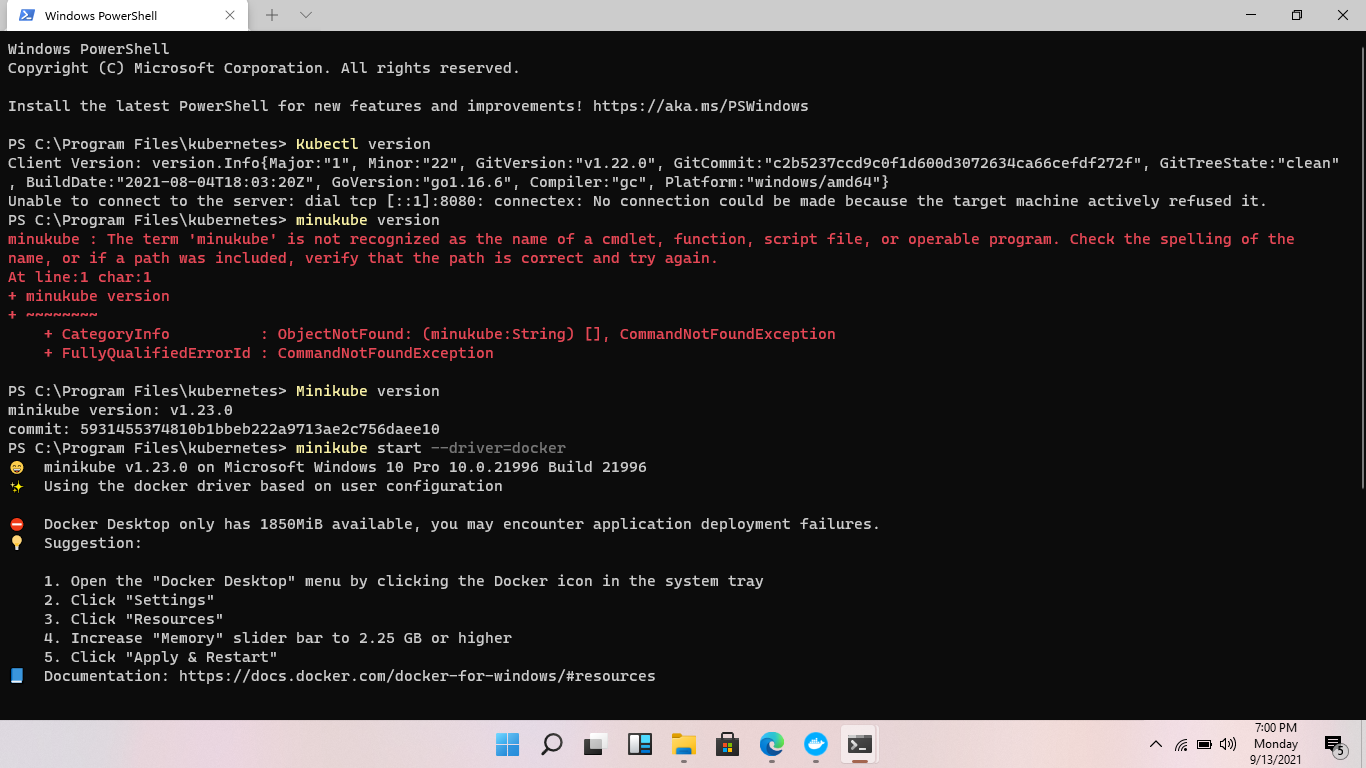 Windows PowerShell
Windows PowerShell
Copyright (C) Microsoft Corporation. All rights reserved.
Install the latest PowerShell for new features and improvements! https://aka.ms/PSWindows
PS C:\Program Files\kubernetes> Kubectl version
Client Version: version.Info{Major:"1", Minor:"22", GitVersion:"v1.22.0", GitCommit:"c2b5237ccd9c0f1d600d3072634ca66cefdf272f", GitTreeState:"clean"
, BuildDate:"2021-08-04T18:03:20Z", GoVersion:"go1.16.6", Compiler:"gc", Platform:"windows/amd64"}
Unable to connect to the server: dial tcp [::1]:8080: connectex: No connection could be made because the target machine actively refused it.
PS C:\Program Files\kubernetes> minukube version
minukube : The term 'minukube' is not recognized as the name of a cmdlet, function, script file, or operable program. Check the spelling of the
name, or if a path was included, verify that the path is correct and try again.
At line:1 char:1
+ minukube version
+ ~~~~~~~~
    + CategoryInfo          : ObjectNotFound: (minukube:String) [], CommandNotFoundException
    + FullyQualifiedErrorId : CommandNotFoundException
PS C:\Program Files\kubernetes> Minikube version
minikube version: v1.23.0
commit: 5931455374810b1bbeb222a9713ae2c756daee10
PS C:\Program Files\kubernetes> minikube start --driver=docker
minikube v1.23.0 on Microsoft Windows 10 Pro 10.0.21996 Build 21996
Using the docker driver based on user configuration
Docker Desktop only has 1850MiB available, you may encounter application deployment failures.
Suggestion:
1. Open the "Docker Desktop" menu by clicking the Docker icon in the system tray
2. Click "Settings"
3. Click "Resources"
4. Increase "Memory" slider bar to 2.25 GB or higher
5. Click "Apply & Restart"
Documentation: https://docs.docker.com/docker-for-windows/#resources
7:00 PM
Monday
9/13/2021
5